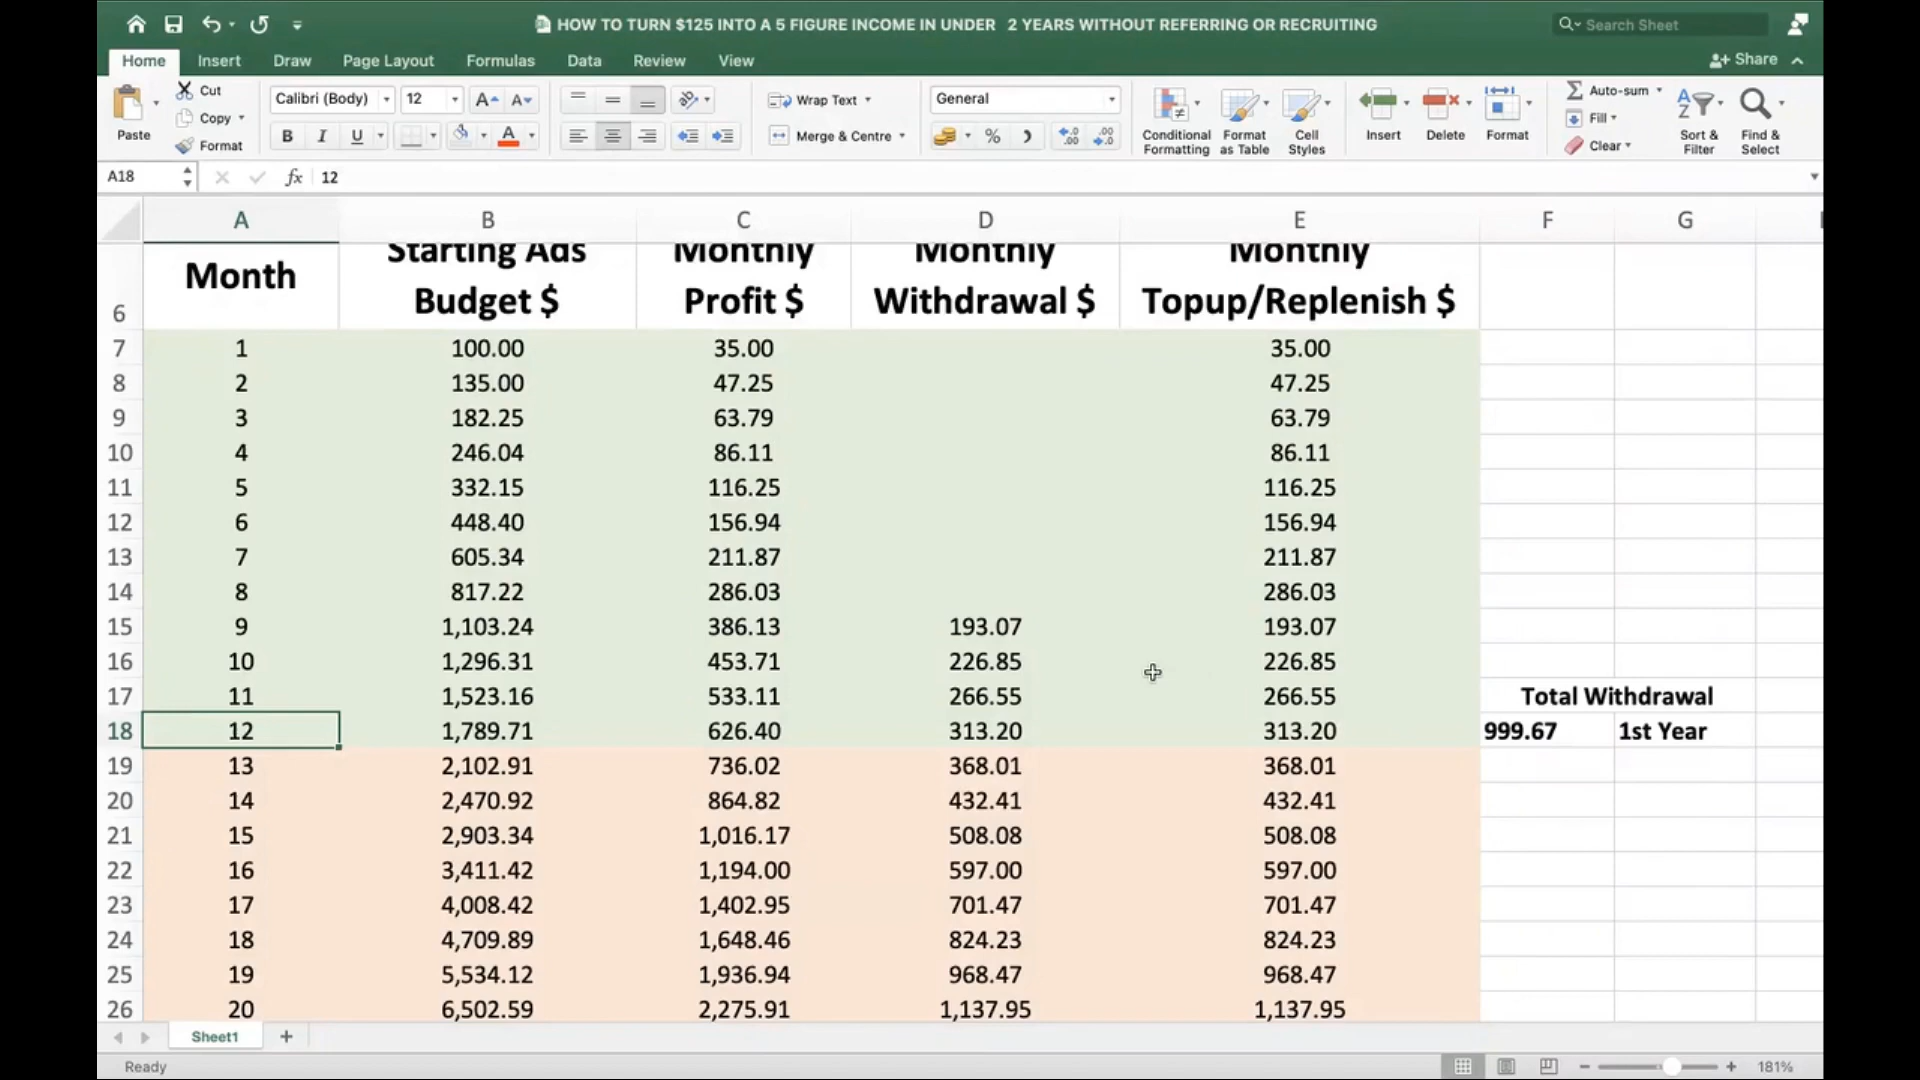 HOW TO TURN $125 INTO A 5 FIGURE INCOME IN UNDER 2 YEARS WITHOUT REFERRING OR RECRUITING
Search Sheet
Home Insert Draw Page Layout Formulas Data Review View Share
Paste Cut Copy Format
Calibri (Body) 12
B I U A
Wrap Text
Merge & Centre
General
%
Conditional Formatting
Format as Table
Cell Styles
Insert Delete Format
Auto-sum
Fill
Clear
Sort & Filter
Find & Select
A18 fx 12
A B C D E F G
6 Month Starting Ads Budget $ Monthly Profit $ Monthly Withdrawal $ Monthly Topup/Replenish $
7 1 100.00 35.00 35.00
8 2 135.00 47.25 47.25
9 3 182.25 63.79 63.79
10 4 246.04 86.11 86.11
11 5 332.15 116.25 116.25
12 6 448.40 156.94 156.94
13 7 605.34 211.87 211.87
14 8 817.22 286.03 286.03
15 9 1,103.24 386.13 193.07 193.07
16 10 1,296.31 453.71 226.85 226.85
17 11 1,523.16 533.11 266.55 266.55 Total Withdrawal
18 12 1,789.71 626.40 313.20 313.20 999.67 1st Year
19 13 2,102.91 736.02 368.01 368.01
20 14 2,470.92 864.82 432.41 432.41
21 15 2,903.34 1,016.17 508.08 508.08
22 16 3,411.42 1,194.00 597.00 597.00
23 17 4,008.42 1,402.95 701.47 701.47
24 18 4,709.89 1,648.46 824.23 824.23
25 19 5,534.12 1,936.94 968.47 968.47
26 20 6,502.59 2,275.91 1,137.95 1,137.95
Sheet1
Ready 181%